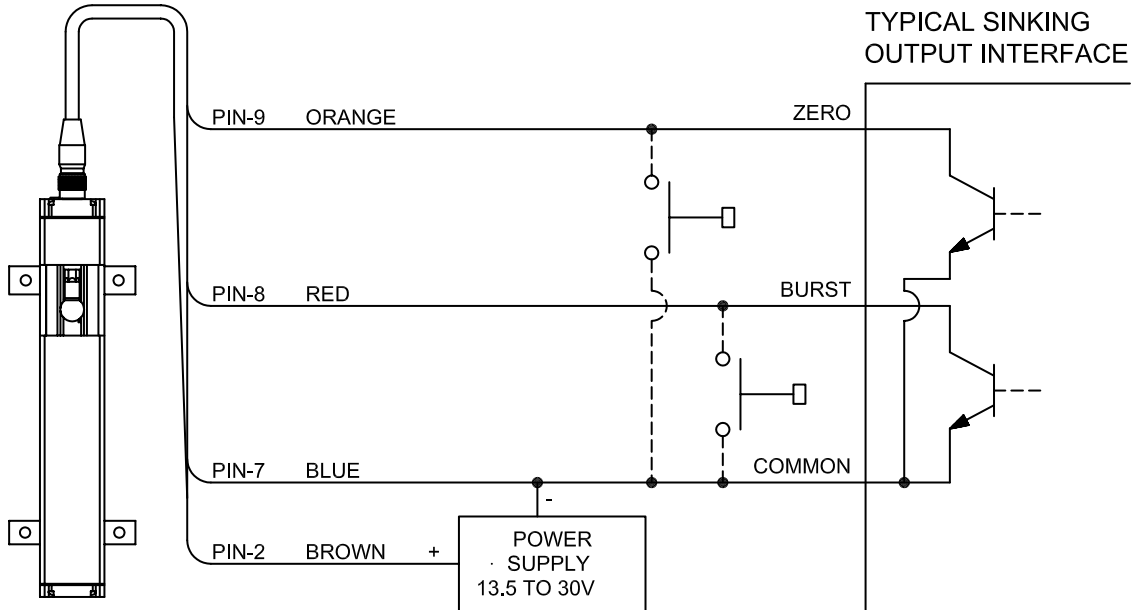 TYPICAL SINKING
OUTPUT INTERFACE
PIN-9 ORANGE ZERO
PIN-8 RED BURST
PIN-7 BLUE COMMON
-
PIN-2 BROWN +
POWER
SUPPLY
13.5 TO 30V